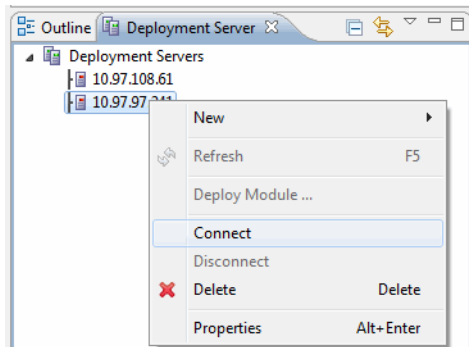 Outline Deployment Server
Deployment Servers
10.97.108.61
10.97.97.241
New
Refresh F5
Deploy Module ...
Connect
Disconnect
Delete Delete
Properties Alt+Enter